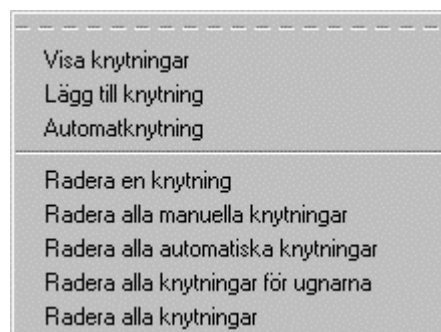 Visa knytningar
Lägg till knytning
Automatknytning
Radera en knytning
Radera alla manuella knytningar
Radera alla automatiska knytningar
Radera alla knytningar för ugnarna
Radera alla knytningar